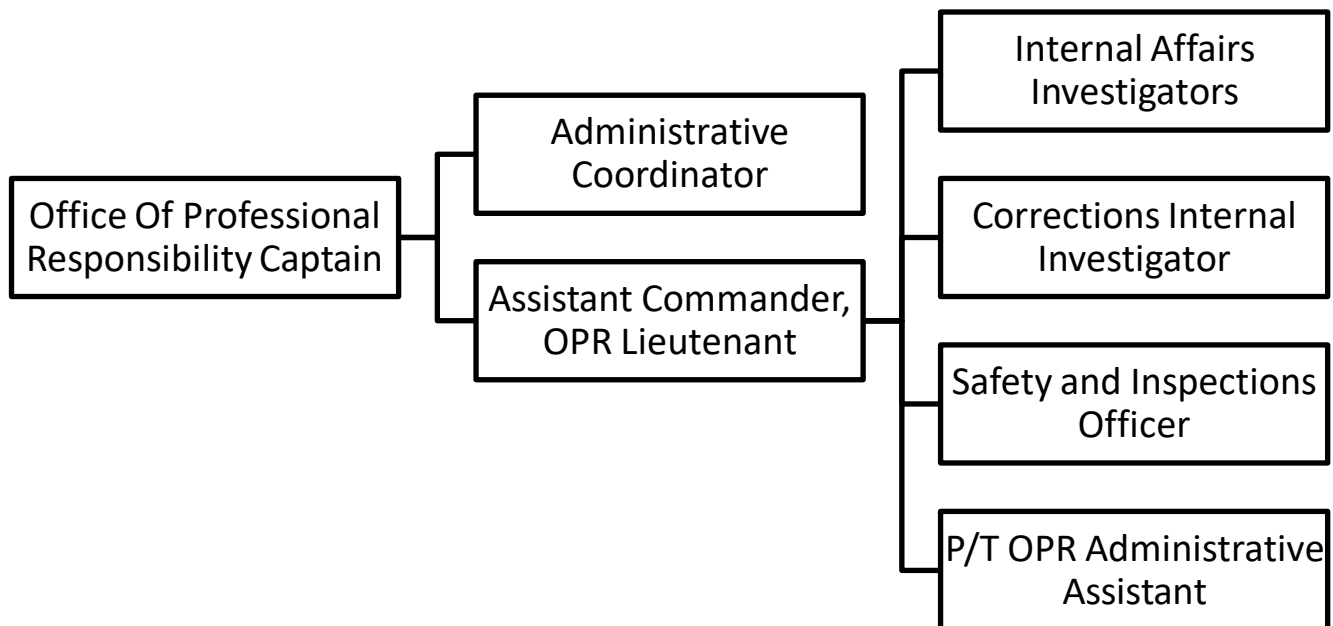 Office Of Professional
Responsibility Captain
Administrative
Coordinator
Assistant Commander,
OPR Lieutenant
Internal Affairs
Investigators
Corrections Internal
Investigator
Safety and Inspections
Officer
P/T OPR Administrative
Assistant